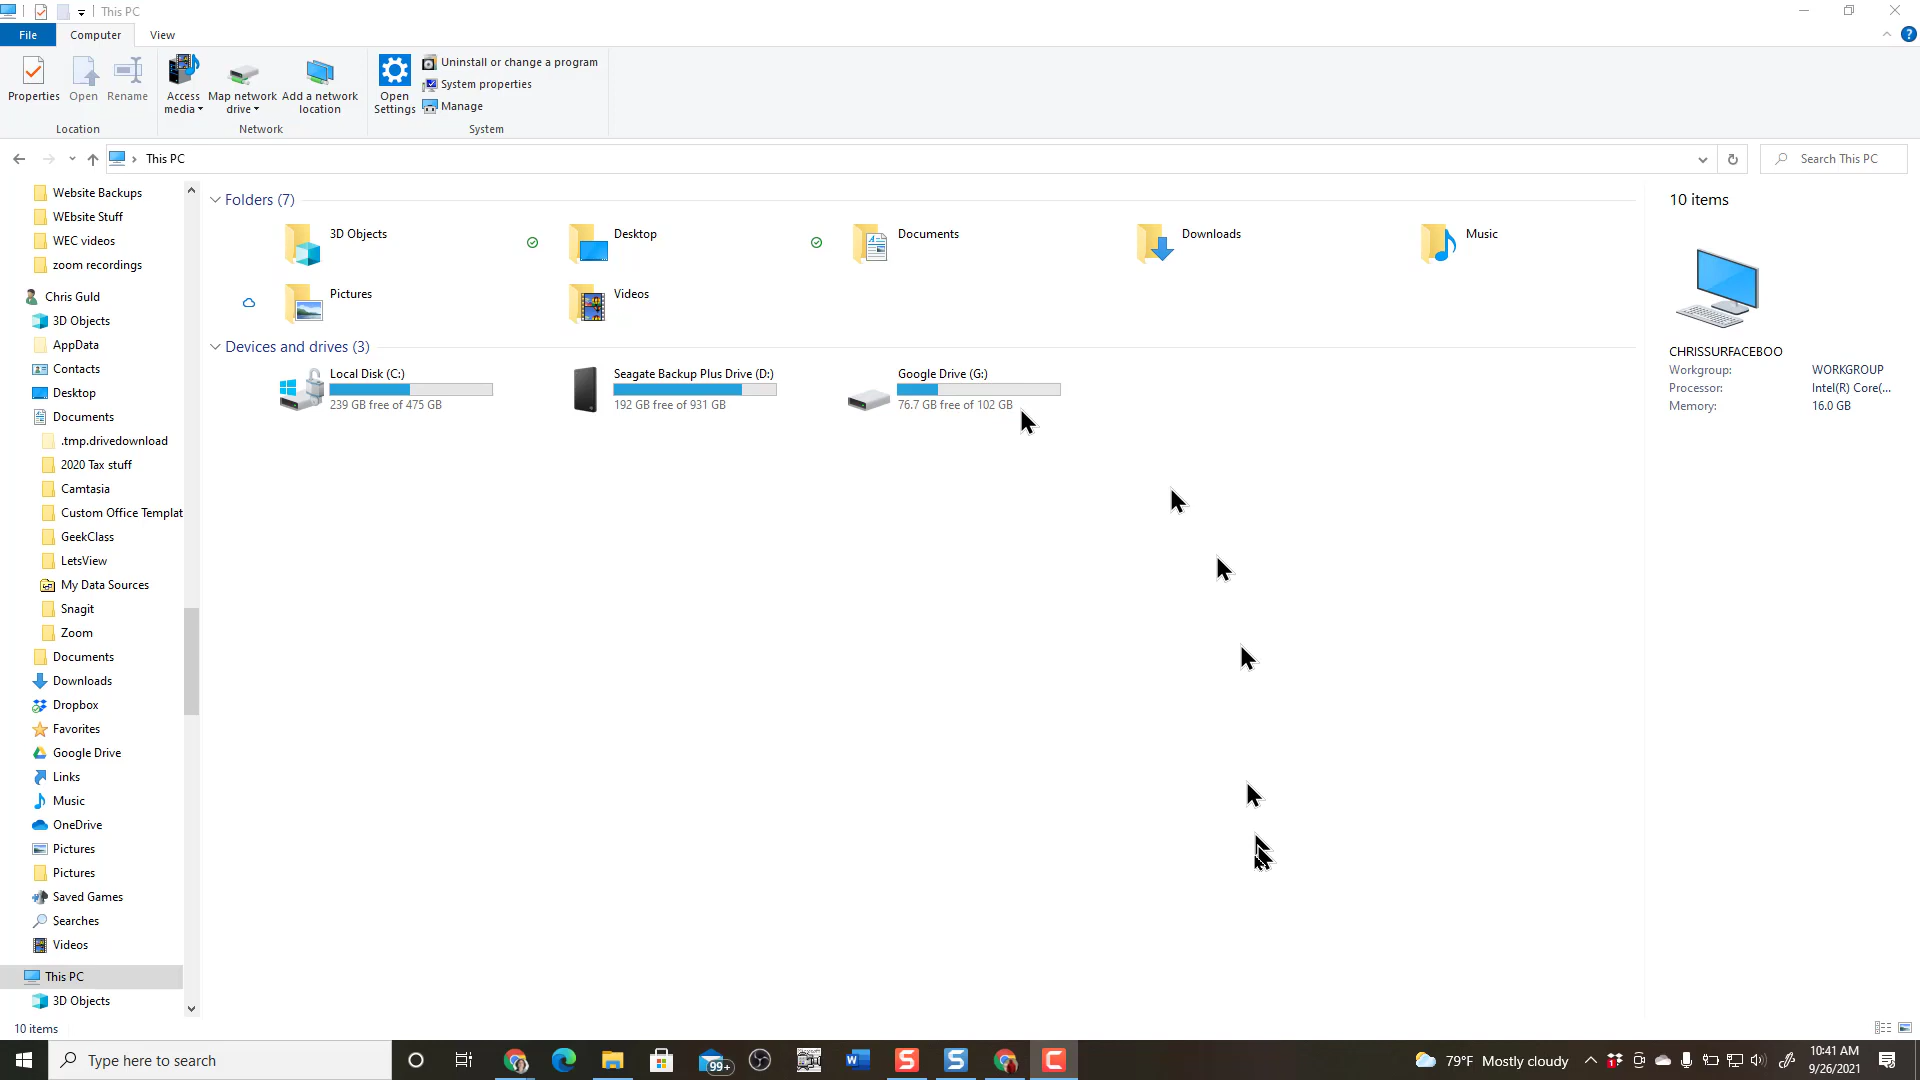 This PC
File
Computer
View
Properties
Open
Rename
Access
media
Map network
drive
Add a network
location
Open
Settings
Uninstall or change a program
System properties
Manage
Location
Network
System
This PC
Search This PC
Website Backups
WEbsite Stuff
WEC videos
zoom recordings
Chris Guld
3D Objects
AppData
Contacts
Desktop
Documents
.tmp.drivedownload
2020 Tax stuff
Camtasia
Custom Office Templat
GeekClass
LetsView
My Data Sources
Snagit
Zoom
Documents
Downloads
Dropbox
Favorites
Google Drive
Links
Music
OneDrive
Pictures
Pictures
Saved Games
Searches
Videos
This PC
3D Objects
10 items
Folders (7)
3D Objects
Desktop
Documents
Downloads
Music
Pictures
Videos
Devices and drives (3)
Local Disk (C:)
239 GB free of 475 GB
Seagate Backup Plus Drive (D:)
192 GB free of 931 GB
Google Drive (G:)
76.7 GB free of 102 GB
10 items
CHRISSURFACEBOO
Workgroup: WORKGROUP
Processor: Intel(R) Core(...
Memory: 16.0 GB
Type here to search
99+
79°F Mostly cloudy
10:41 AM
9/26/2021